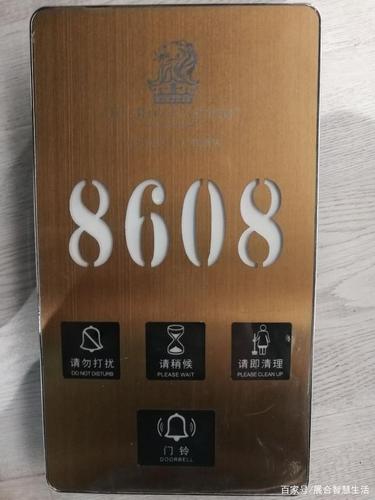 8608
请勿打扰
DO NOT DISTURB
请稍候
PLEASE WAIT
请即清理
PLEASE CLEAN UP
门铃
DOORBELL
百家号/展合智慧生活